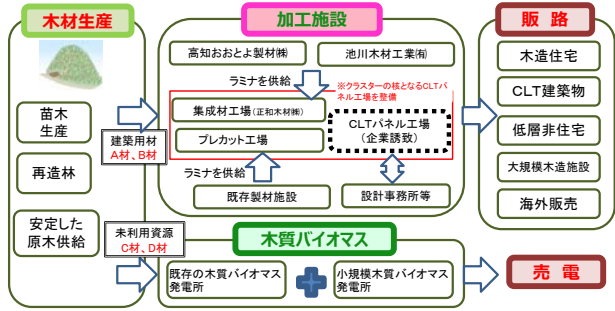 木材生産
苗木
生産
再造林
安定した
原木供給
建築用材
A材、B材
未利用資源
C材、D材
加工施設
高知おおとよ製材㈱
池川木材工業㈲
ラミナを供給
※クラスターの核となるCLTパ
ネル工場を整備
集成材工場(正和木材㈱)
プレカット工場
CLTパネル工場
(企業誘致)
ラミナを供給
既存製材施設
設計事務所等
木質バイオマス
既存の木質バイオマス
発電所
小規模木質バイオマス
発電所
販路
木造住宅
CLT建築物
低層非住宅
大規模木造施設
海外販売
売電